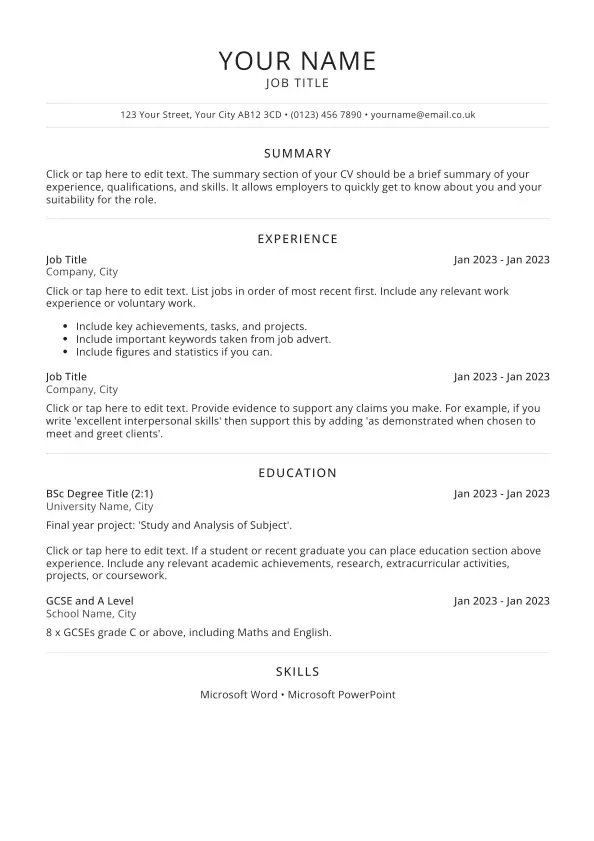 YOUR NAME
JOB TITLE
123 Your Street, Your City AB12 3CD • (0123) 456 7890 • yourname@email.co.uk
SUMMARY
Click or tap here to edit text. The summary section of your CV should be a brief summary of your
experience, qualifications, and skills. It allows employers to quickly get to know about you and your
suitability for the role.
EXPERIENCE
Job Title Jan 2023 - Jan 2023
Company, City
Click or tap here to edit text. List jobs in order of most recent first. Include any relevant work
experience or voluntary work.
• Include key achievements, tasks, and projects.
• Include important keywords taken from job advert.
• Include figures and statistics if you can.
Job Title Jan 2023 - Jan 2023
Company, City
Click or tap here to edit text. Provide evidence to support any claims you make. For example, if you
write 'excellent interpersonal skills' then support this by adding 'as demonstrated when chosen to
meet and greet clients'.
EDUCATION
BSc Degree Title (2:1) Jan 2023 - Jan 2023
University Name, City
Final year project: 'Study and Analysis of Subject'.
Click or tap here to edit text. If a student or recent graduate you can place education section above
experience. Include any relevant academic achievements, research, extracurricular activities,
projects, or coursework.
GCSE and A Level Jan 2023 - Jan 2023
School Name, City
8 x GCSEs grade C or above, including Maths and English.
SKILLS
Microsoft Word • Microsoft PowerPoint